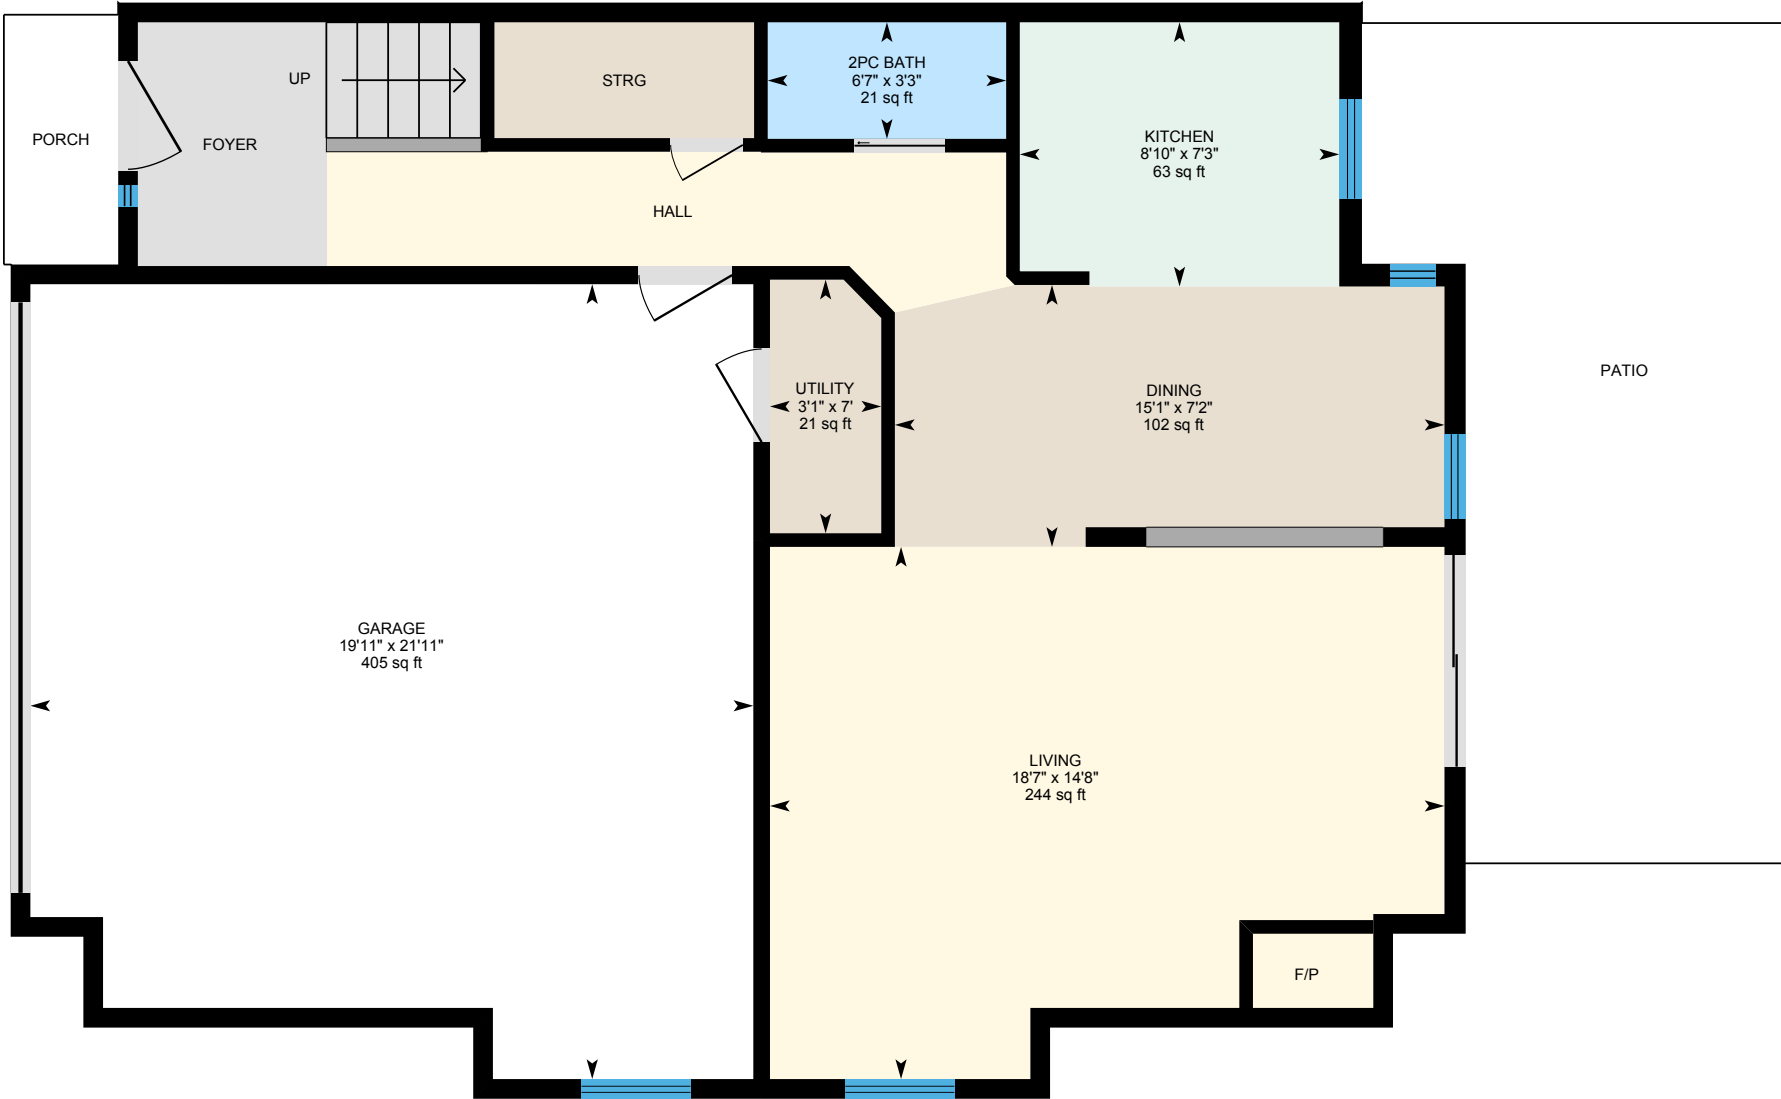 PORCH
FOYER
UP
STRG
2PC BATH
6'7" x 3'3"
21 sq ft
KITCHEN
8'10" x 7'3"
63 sq ft
HALL
UTILITY
3'1" x 7'
21 sq ft
DINING
15'1" x 7'2"
102 sq ft
PATIO
GARAGE
19'11" x 21'11"
405 sq ft
LIVING
18'7" x 14'8"
244 sq ft
F/P